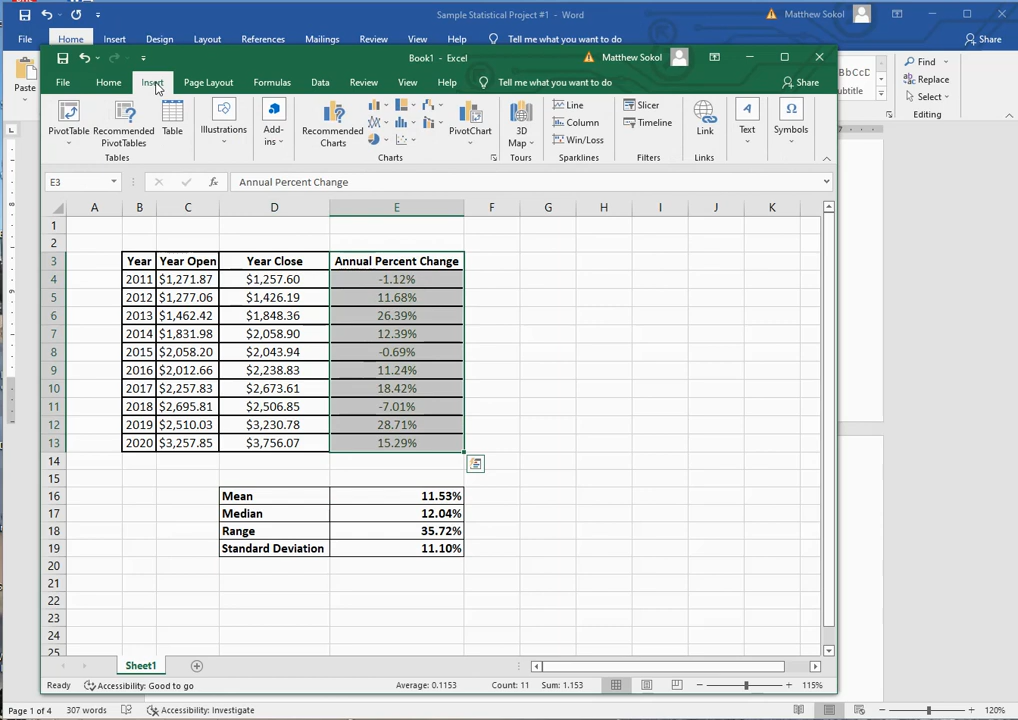 Sample Statistical Project #1 - Word
Matthew Sokol
File Home Insert Design Layout References Mailings Review View Help Tell me what you want to do Share
Paste
Book1 - Excel
Matthew Sokol
File Home Insert Page Layout Formulas Data Review View Help Tell me what you want to do Share
Find
Replace
Select
Editing
BbCc
ubtitle
PivotTable
Recommended PivotTables
Table
Tables
Illustrations
Add-ins
Recommended Charts
PivotChart
Charts
3D Map
Tours
Line
Column
Win/Loss
Sparklines
Slicer
Timeline
Filters
Link
Links
Text
Symbols
E3 fx Annual Percent Change
A B C D E F G H I J K
1
2
3 Year Year Open Year Close Annual Percent Change
4 2011 $1,271.87 $1,257.60 -1.12%
5 2012 $1,277.06 $1,426.19 11.68%
6 2013 $1,462.42 $1,848.36 26.39%
7 2014 $1,831.98 $2,058.90 12.39%
8 2015 $2,058.20 $2,043.94 -0.69%
9 2016 $2,012.66 $2,238.83 11.24%
10 2017 $2,257.83 $2,673.61 18.42%
11 2018 $2,695.81 $2,506.85 -7.01%
12 2019 $2,510.03 $3,230.78 28.71%
13 2020 $3,257.85 $3,756.07 15.29%
14
15
16 Mean 11.53%
17 Median 12.04%
18 Range 35.72%
19 Standard Deviation 11.10%
20
21
22
23
24
25
Sheet1
Ready Accessibility: Good to go Average: 0.1153 Count: 11 Sum: 1.153 115%
Page 1 of 4 307 words Accessibility: Investigate 120%